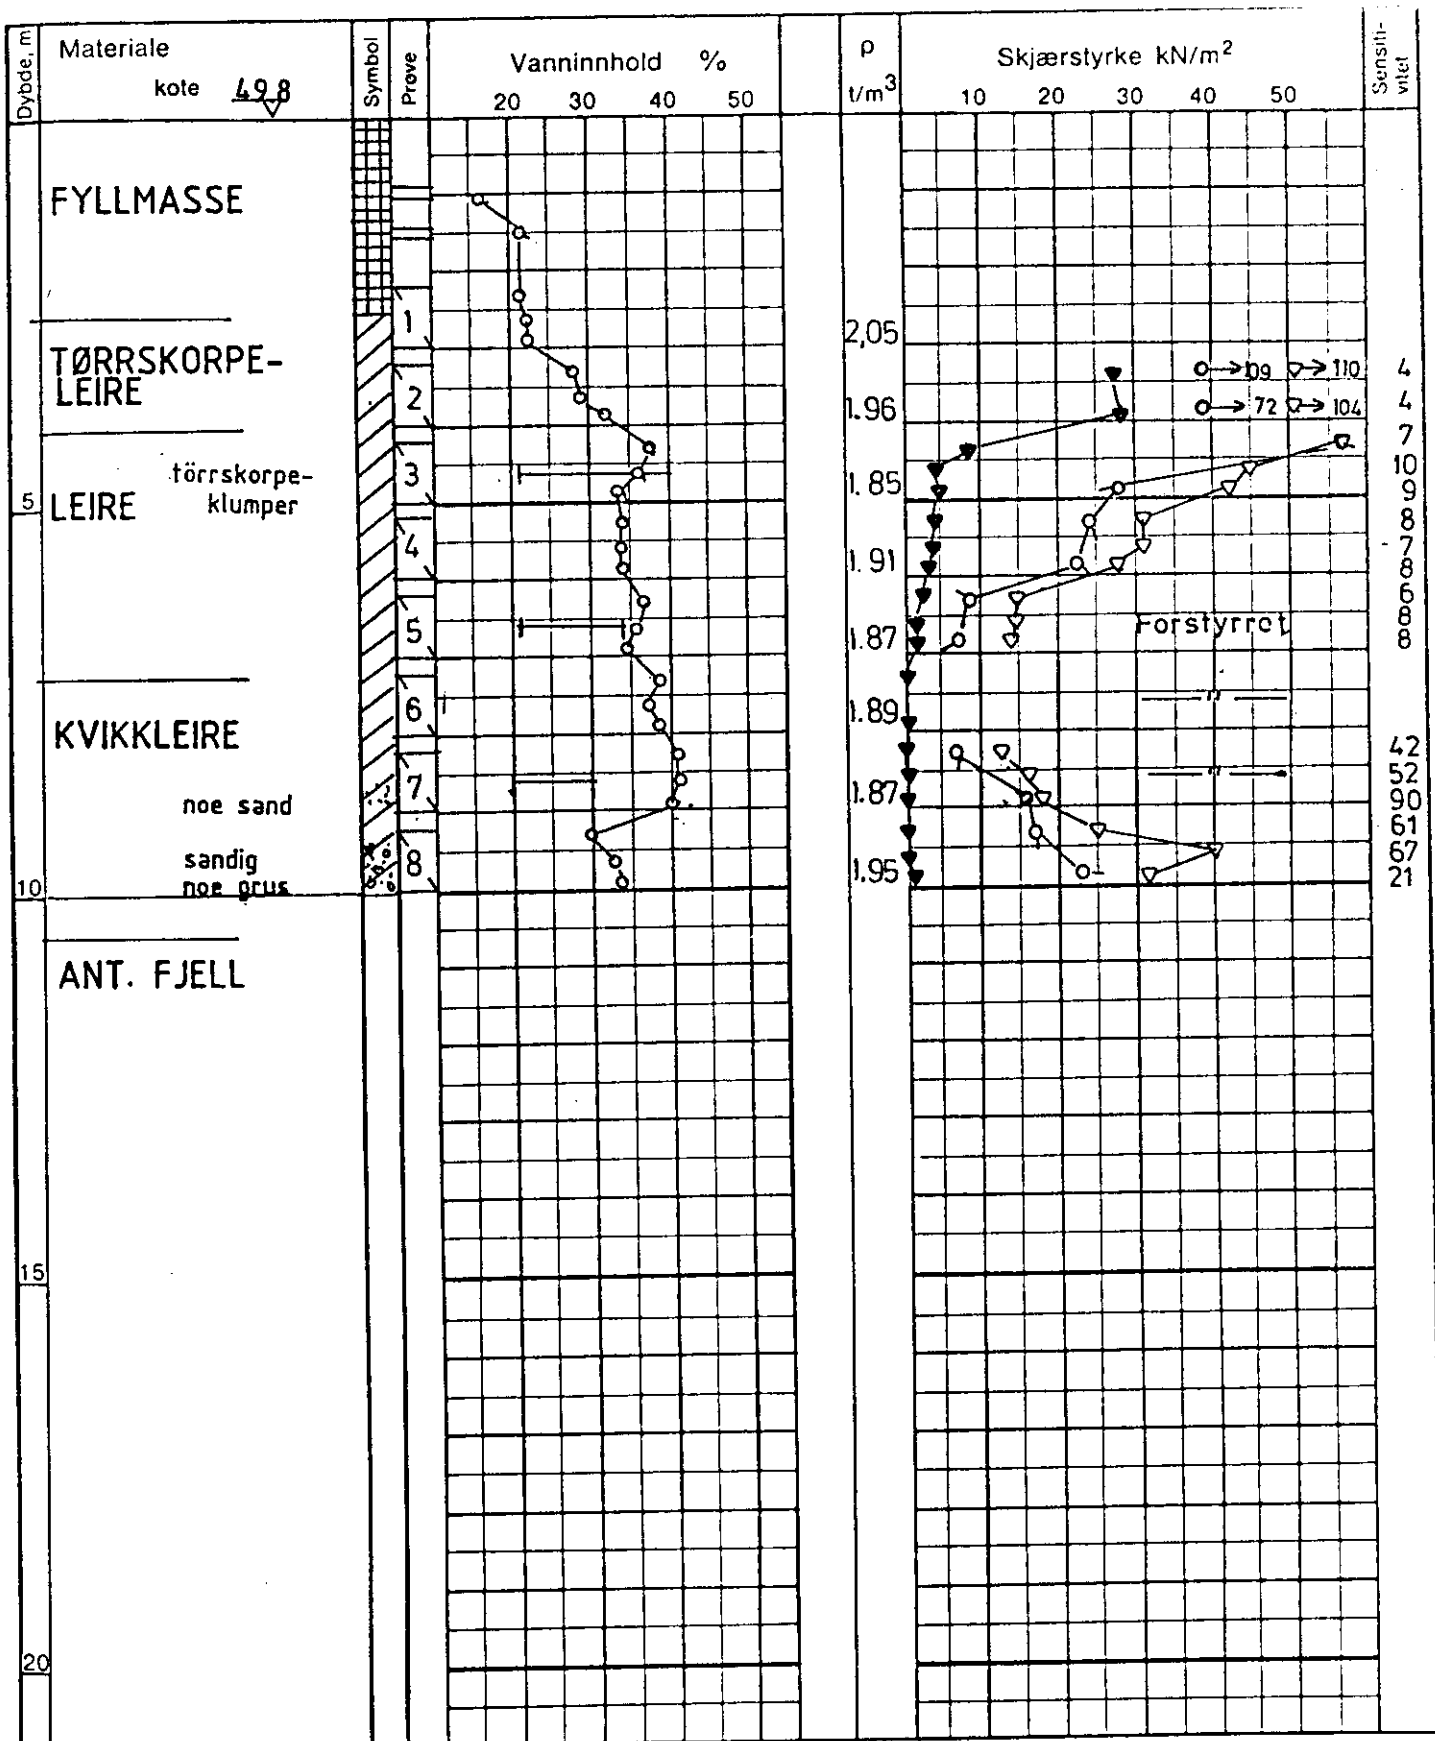 Dybde, m
Materiale
kote 49,8
Symbol
Prøve
Vanninnhold %
20 30 40 50
ρ
t/m³
Skjærstyrke kN/m²
10 20 30 40 50
Sensiti-
vitet
FYLLMASSE
1
2,05
TØRRSKORPE-
LEIRE
109 110 4
2
1.96
72 104 4
7
törrskorpe-
klumper
3
10
1.85
9
5
LEIRE
8
4
7
1.91
8
6
5
8
Forstyrret
1.87
8
6
1.89
—"—
KVIKKLEIRE
42
7
52
—"—
1.87
90
noe sand
61
sandig
67
8
1.95
21
noe grus
10
ANT. FJELL
15
20